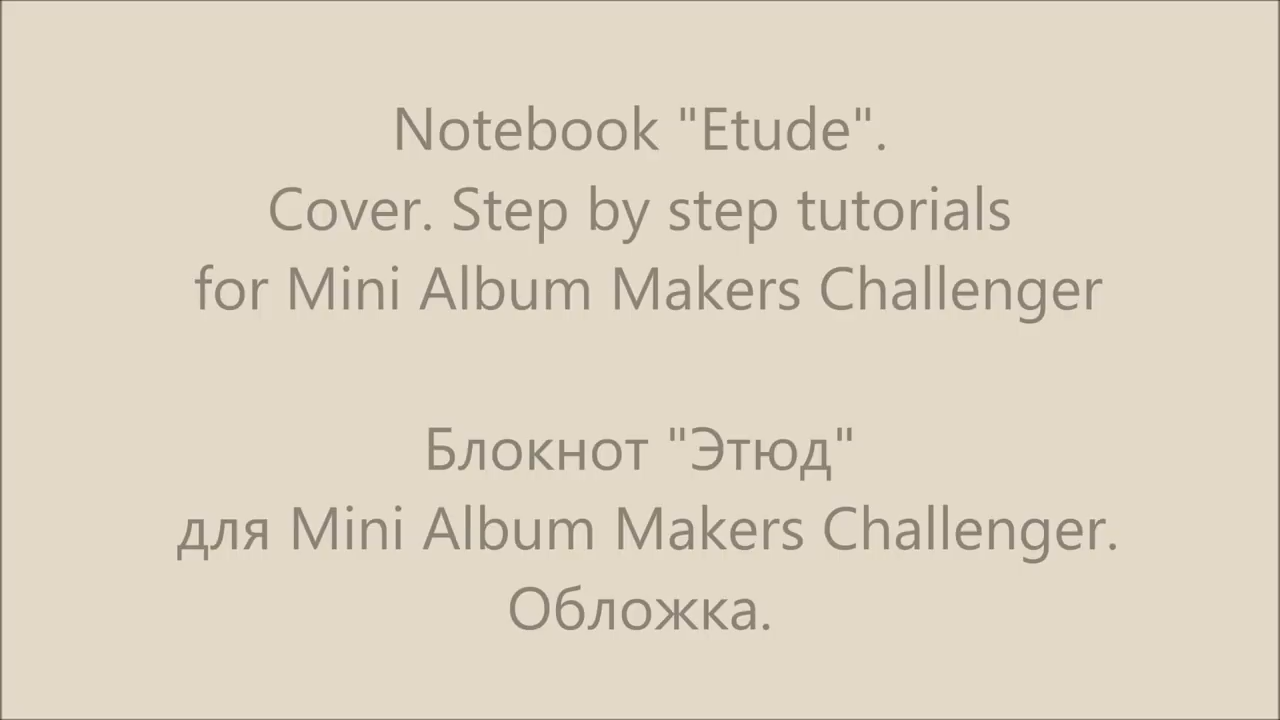 Notebook "Etude".
Cover. Step by step tutorials
for Mini Album Makers Challenger
Блокнот "Этюд"
для Mini Album Makers Challenger.
Обложка.